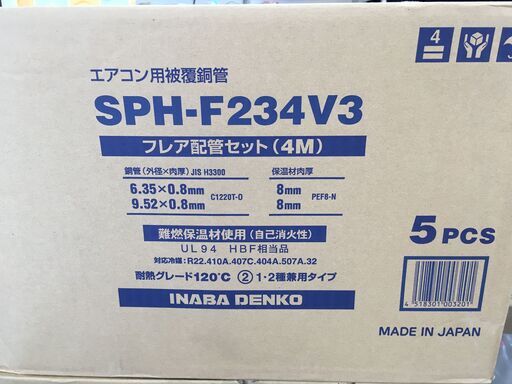 4
エアコン用被覆銅管
SPH-F234V3
フレア配管セット(4M)
銅管(外径×肉厚)JIS H3300 保温材肉厚
6.35×0.8mm C1220T-O 8mm PEF8-N
9.52×0.8mm 8mm
難燃保温材使用(自己消火性)
UL94 HBF相当品
対応冷媒:R22.410A.407C.404A.507A.32
耐熱グレード120℃ ②1・2種兼用タイプ
INABA DENKO
5 PCS
4 518301 003201
MADE IN JAPAN